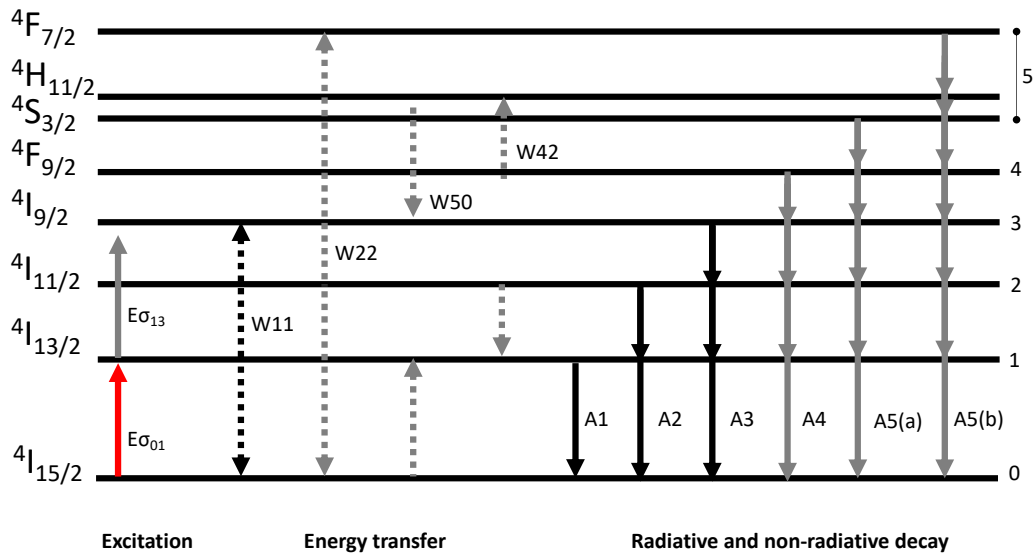 ⁴F₇/₂
⁴H₁₁/₂
5
⁴S₃/₂
W42
⁴F₉/₂
4
W50
⁴I₉/₂
3
W22
⁴I₁₁/₂
2
Eσ₁₃
W11
⁴I₁₃/₂
1
A1 A2 A3 A4 A5(a) A5(b)
Eσ₀₁
⁴I₁₅/₂
0
Excitation Energy transfer Radiative and non-radiative decay